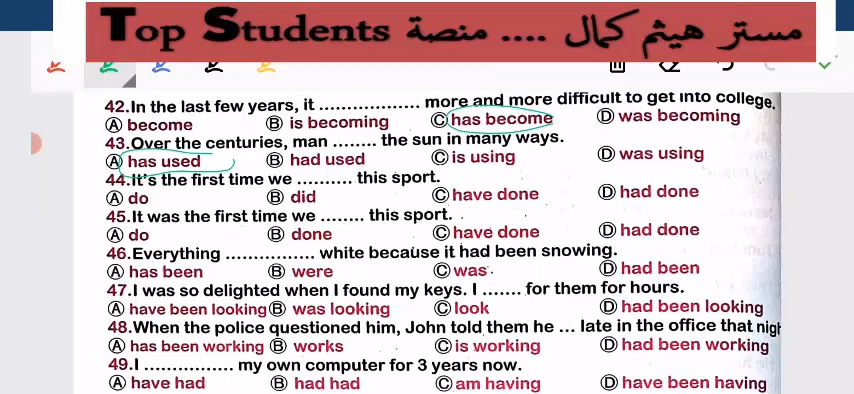 Top Students مستر هيثم كمال .... منصة
42.In the last few years, it .................. more and more difficult to get into college.
Ⓐ become Ⓑ is becoming Ⓒ has become Ⓓ was becoming
43.Over the centuries, man ........ the sun in many ways.
Ⓐ has used Ⓑ had used Ⓒ is using Ⓓ was using
44.It's the first time we .......... this sport.
Ⓐ do Ⓑ did Ⓒ have done Ⓓ had done
45.It was the first time we ........ this sport.
Ⓐ do Ⓑ done Ⓒ have done Ⓓ had done
46.Everything ................ white because it had been snowing.
Ⓐ has been Ⓑ were Ⓒ was Ⓓ had been
47.I was so delighted when I found my keys. I ....... for them for hours.
Ⓐ have been looking Ⓑ was looking Ⓒ look Ⓓ had been looking
48.When the police questioned him, John told them he ... late in the office that nigh
Ⓐ has been working Ⓑ works Ⓒ is working Ⓓ had been working
49.I ................ my own computer for 3 years now.
Ⓐ have had Ⓑ had had Ⓒ am having Ⓓ have been having